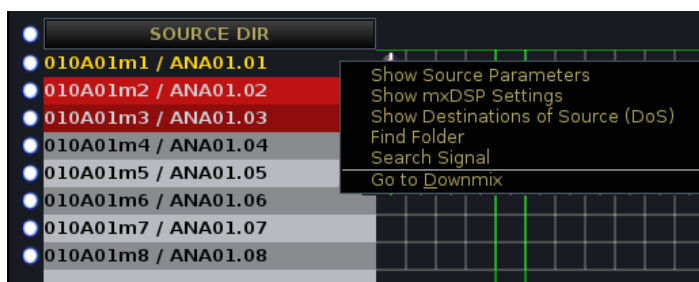 SOURCE DIR
010A01m1 / ANA01.01
010A01m2 / ANA01.02
010A01m3 / ANA01.03
010A01m4 / ANA01.04
010A01m5 / ANA01.05
010A01m6 / ANA01.06
010A01m7 / ANA01.07
010A01m8 / ANA01.08
Show Source Parameters
Show mxDSP Settings
Show Destinations of Source (DoS)
Find Folder
Search Signal
Go to Downmix